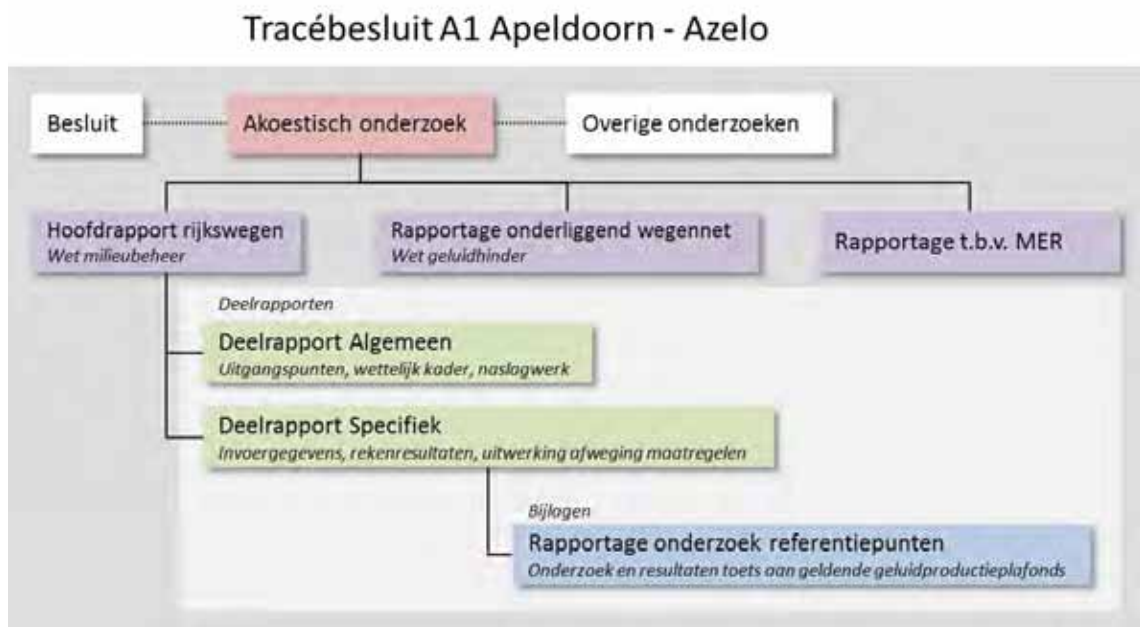 Tracébesluit A1 Apeldoorn - Azelo
Besluit
Akoestisch onderzoek
Overige onderzoeken
Hoofdrapport rijkswegen
Wet milieubeheer
Rapportage onderliggend wegennet
Wet geluidhinder
Rapportage t.b.v. MER
Deelrapporten
Deelrapport Algemeen
Uitgangspunten, wettelijk kader, naslagwerk
Deelrapport Specifiek
Invoergegevens, rekenresultaten, uitwerking afweging maatregelen
Bijlagen
Rapportage onderzoek referentiepunten
Onderzoek en resultaten toets aan geldende geluidproductieplafonds